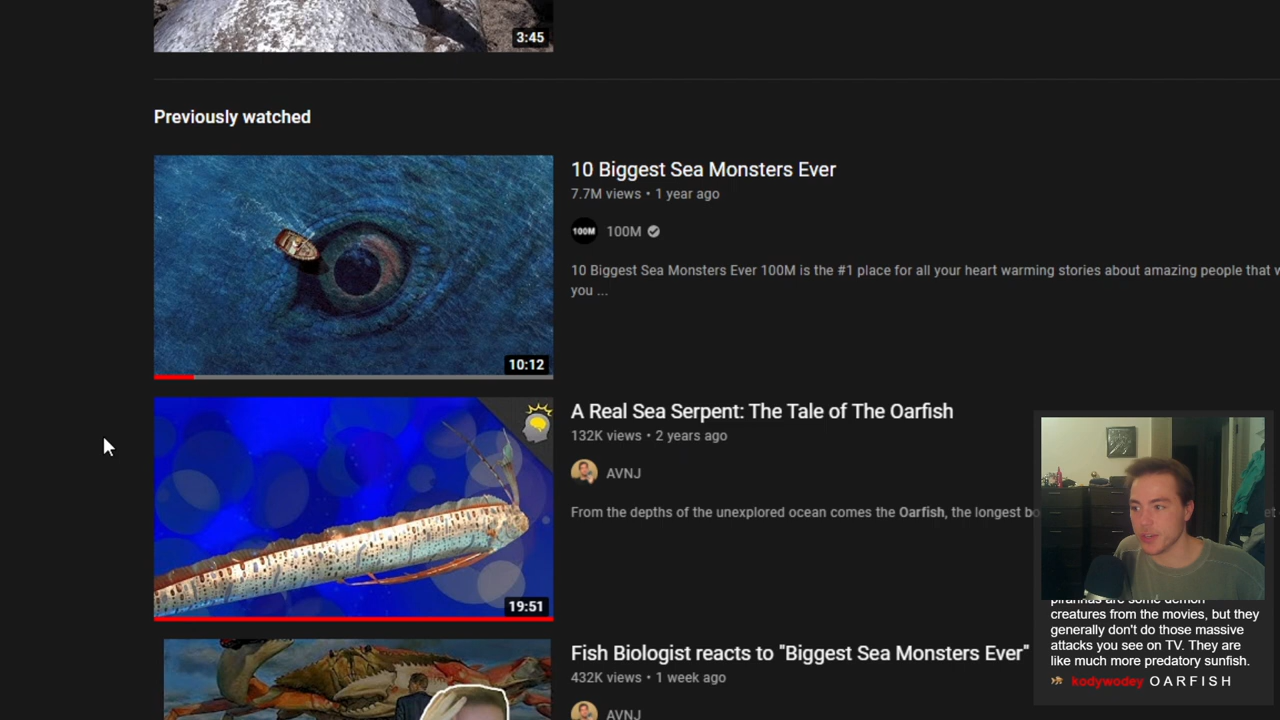 3:45
Previously watched
10 Biggest Sea Monsters Ever
7.7M views • 1 year ago
100M
100M
10 Biggest Sea Monsters Ever 100M is the #1 place for all your heart warming stories about amazing people that
you ...
10:12
A Real Sea Serpent: The Tale of The Oarfish
132K views • 2 years ago
AVNJ
From the depths of the unexplored ocean comes the Oarfish, the longest
19:51
Fish Biologist reacts to "Biggest Sea Monsters Ever"
432K views • 1 week ago
AVNJ
piranhas are some demon
creatures from the movies, but they
generally don't do those massive
attacks you see on TV. They are
like much more predatory sunfish.
kodywodey O A R F I S H